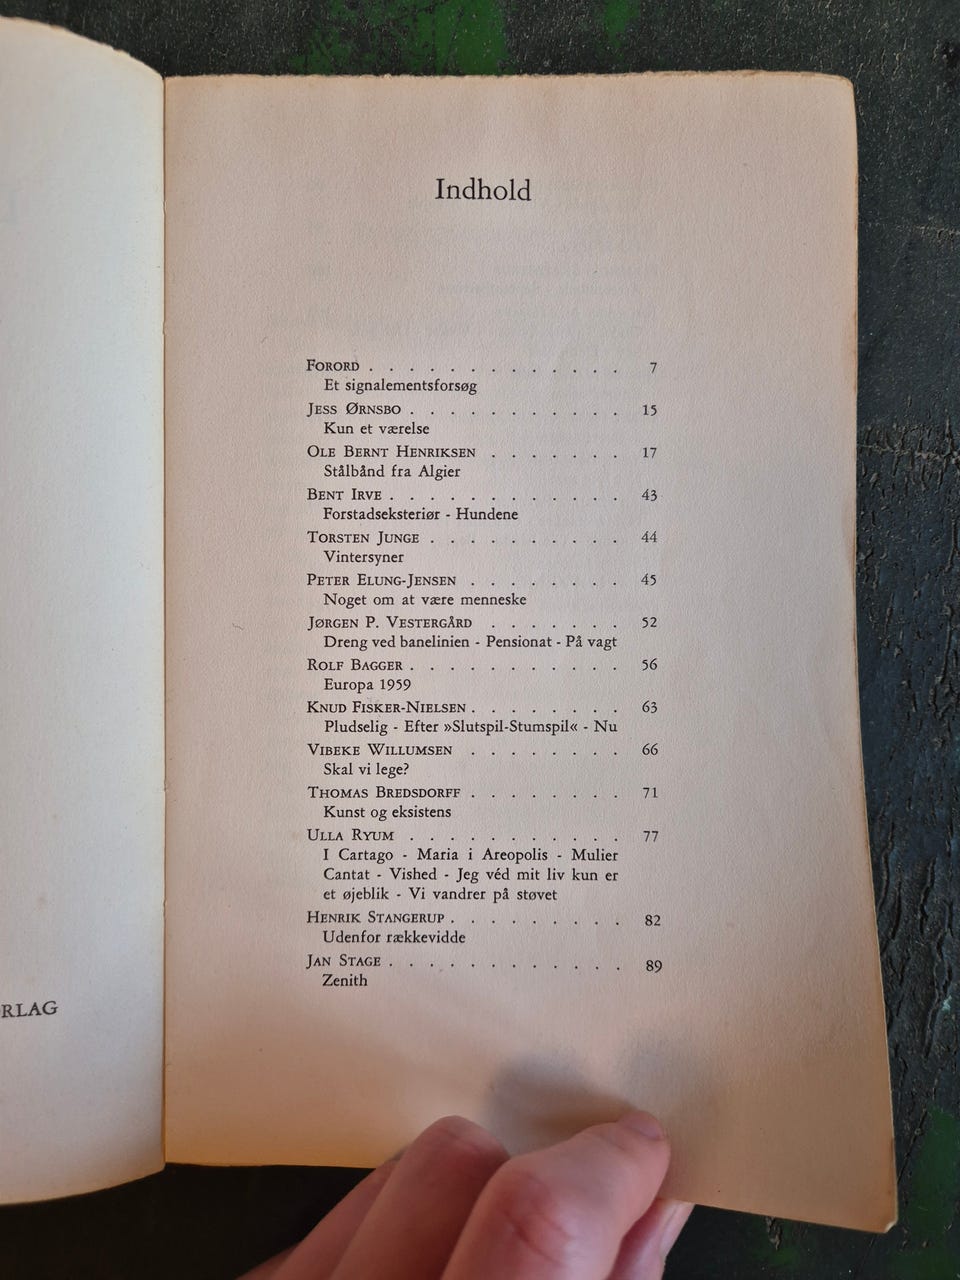 Indhold
FORORD . . . . . . . . . . . . . 7
Et signalementsforsøg
JESS ØRNSBO . . . . . . . . . . . 15
Kun et værelse
OLE BERNT HENRIKSEN . . . . . . . 17
Stålbånd fra Algier
BENT IRVE . . . . . . . . . . . . 43
Forstadseksteriør - Hundene
TORSTEN JUNGE . . . . . . . . . . 44
Vintersyner
PETER ELUNG-JENSEN . . . . . . . . 45
Noget om at være menneske
JØRGEN P. VESTERGÅRD . . . . . . . 52
Dreng ved banelinien - Pensionat - På vagt
ROLF BAGGER . . . . . . . . . . . 56
Europa 1959
KNUD FISKER-NIELSEN . . . . . . . . 63
Pludselig - Efter »Slutspil-Stumspil« - Nu
VIBEKE WILLUMSEN . . . . . . . . 66
Skal vi lege?
THOMAS BREDSDORFF . . . . . . . . 71
Kunst og eksistens
ULLA RYUM . . . . . . . . . . . 77
I Cartago - Maria i Areopolis - Mulier
Cantat - Vished - Jeg véd mit liv kun er
et øjeblik - Vi vandrer på støvet
HENRIK STANGERUP . . . . . . . . . 82
Udenfor rækkevidde
JAN STAGE . . . . . . . . . . . . 89
Zenith
RLAG